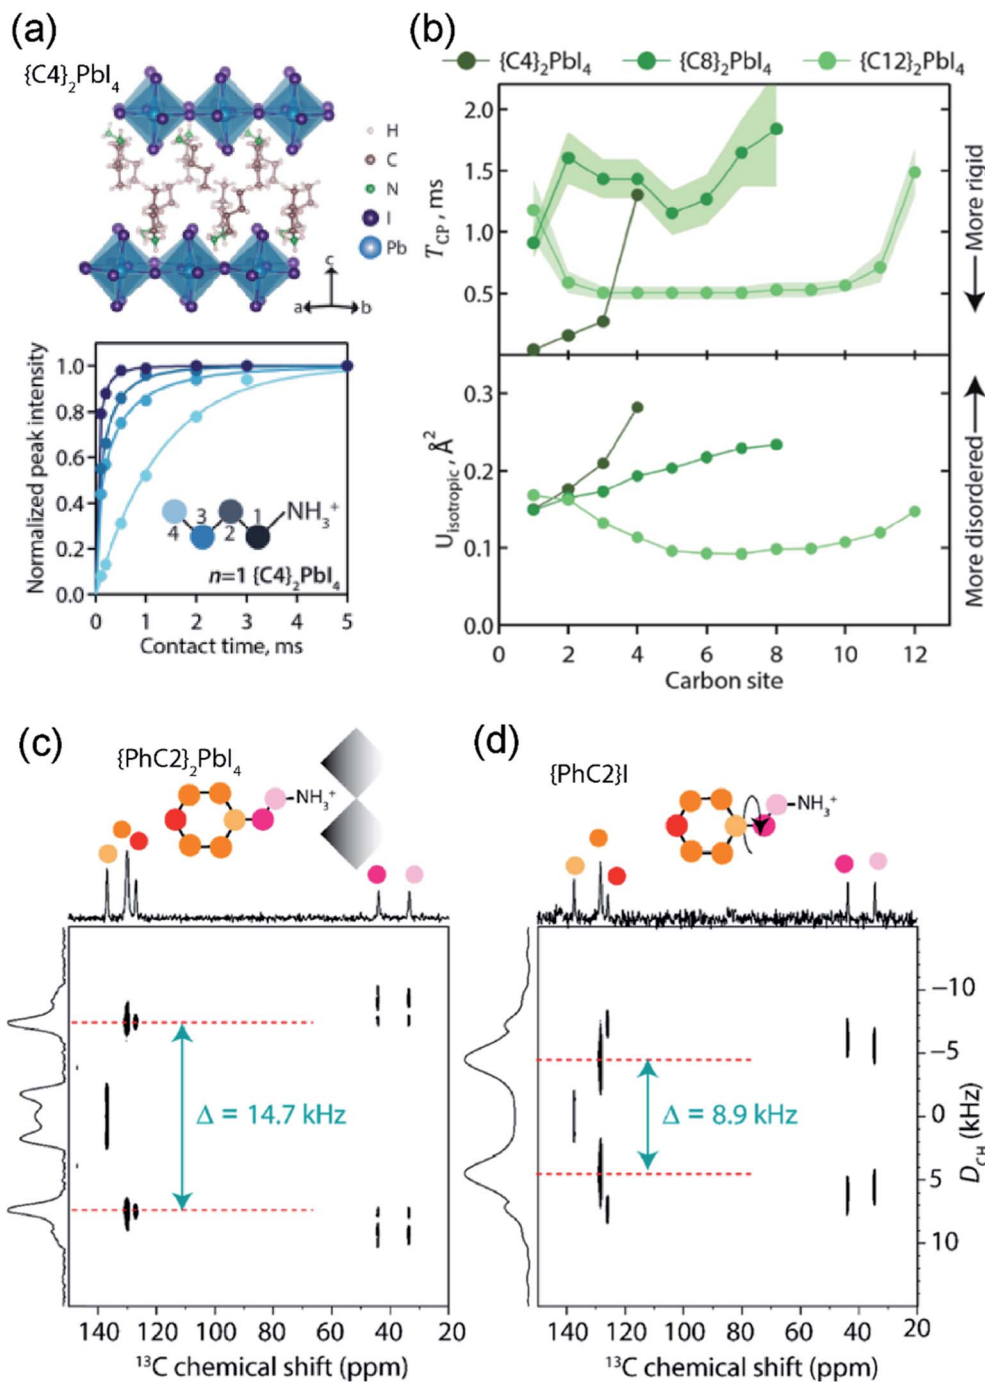 (a)
{C4}₂PbI₄
H
C
N
I
Pb
c
a
b
Normalized peak intensity
1.0
0.8
0.6
0.4
0.2
0.0
4
3
2
1
NH₃⁺
n=1 {C4}₂PbI₄
0 1 2 3 4 5
Contact time, ms
(b)
{C4}₂PbI₄ {C8}₂PbI₄ {C12}₂PbI₄
T_CP, ms
2.0
1.5
1.0
0.5
More rigid
U_isotropic, Å²
0.3
0.2
0.1
0.0
More disordered
0 2 4 6 8 10 12
Carbon site
(c)
{PhC2}₂PbI₄
NH₃⁺
Δ = 14.7 kHz
140 120 100 80 60 40 20
¹³C chemical shift (ppm)
(d)
{PhC2}I
NH₃⁺
Δ = 8.9 kHz
−10
−5
0
5
10
D_CH (kHz)
140 120 100 80 60 40 20
¹³C chemical shift (ppm)